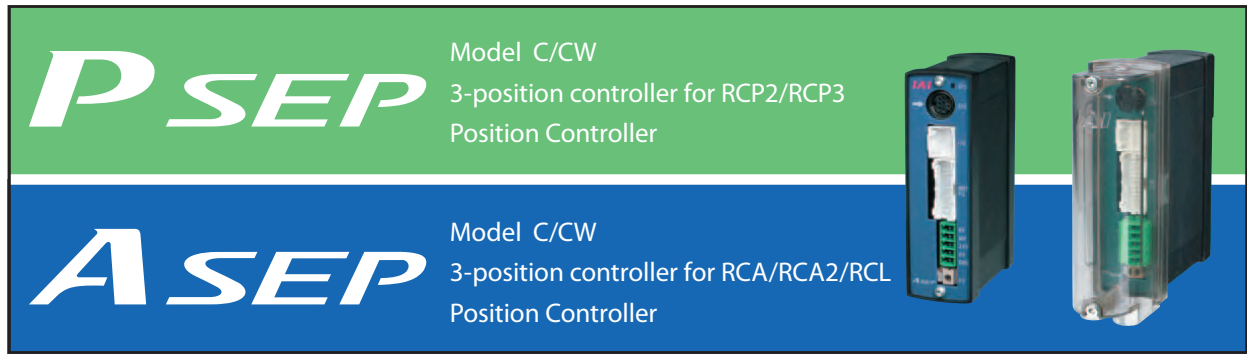 PSEP
Model C/CW
3-position controller for RCP2/RCP3
Position Controller
ASEP
Model C/CW
3-position controller for RCA/RCA2/RCL
Position Controller
IAI
ASEP